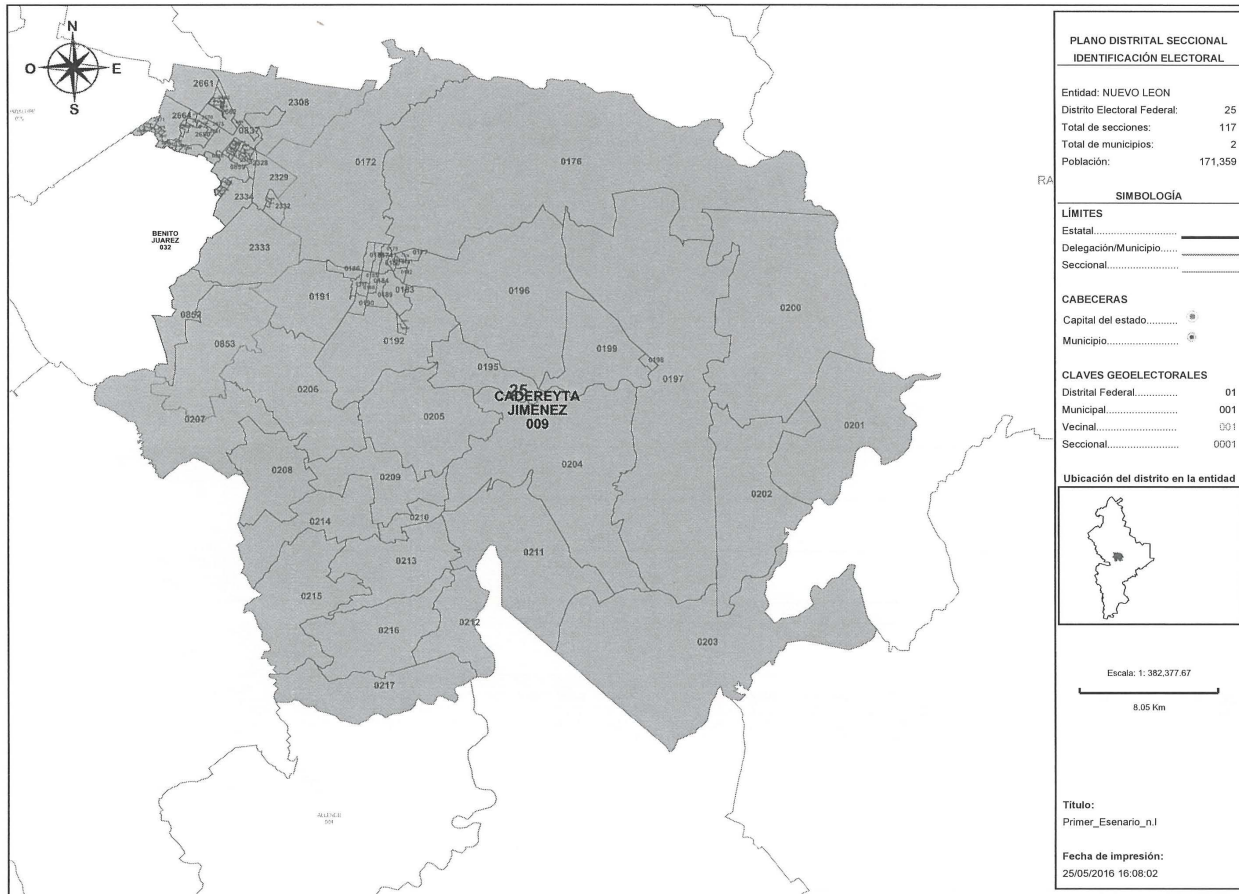 N
O E
S
2661
2308
2664
0837
0172
0176
2328
2329
2334
2332
BENITO
JUAREZ
032
2333
0183
0191
0196
0200
0192
0852
0853
0199
0198
0195
0197
0206
25
CADEREYTA
JIMENEZ
009
0205
0207
0201
0208
0204
0209
0202
0210
0214
0213
0211
0215
0216
0212
0203
0217
RA
PLANO DISTRITAL SECCIONAL
IDENTIFICACIÓN ELECTORAL
Entidad: NUEVO LEON
Distrito Electoral Federal: 25
Total de secciones: 117
Total de municipios: 2
Población: 171,359
SIMBOLOGÍA
LÍMITES
Estatal
Delegación/Municipio
Seccional
CABECERAS
Capital del estado
Municipio
CLAVES GEOELECTORALES
Distrital Federal 01
Municipal 001
Vecinal 001
Seccional 0001
Ubicación del distrito en la entidad
Escala: 1: 382,377.67
8.05 Km
Título:
Primer_Esenario_n.l
Fecha de impresión:
25/05/2016 16:08:02